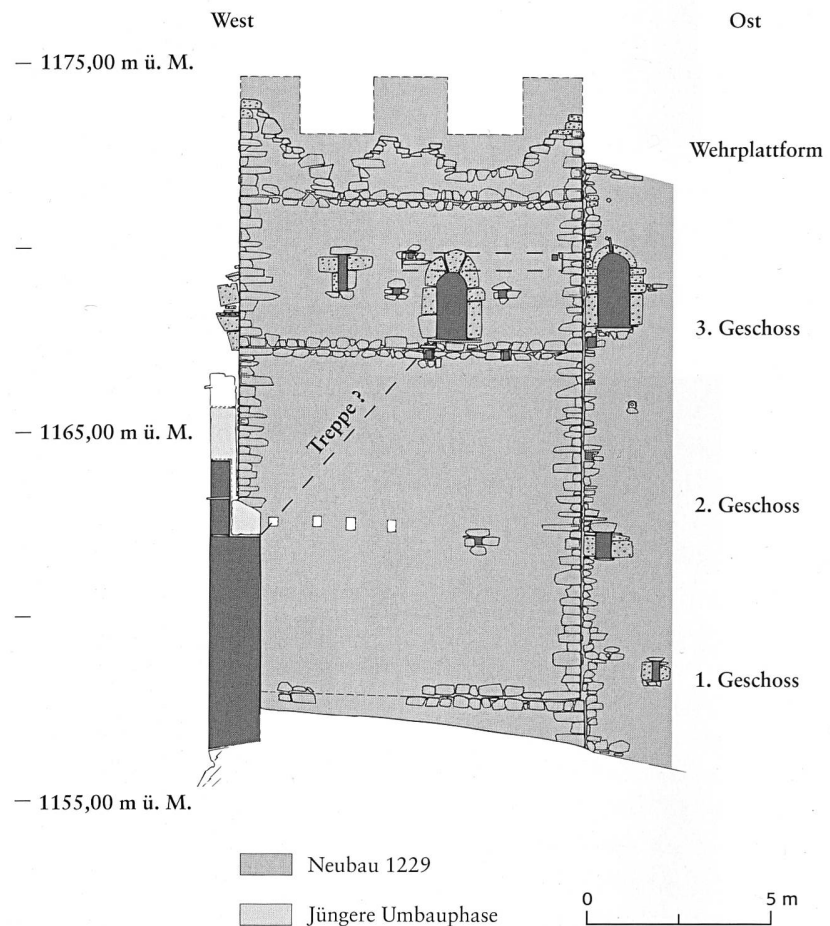 West
Ost
— 1175,00 m ü. M.
Wehrplattform
3. Geschoss
— 1165,00 m ü. M.
Treppe ?
2. Geschoss
1. Geschoss
— 1155,00 m ü. M.
Neubau 1229
Jüngere Umbauphase
0 5 m